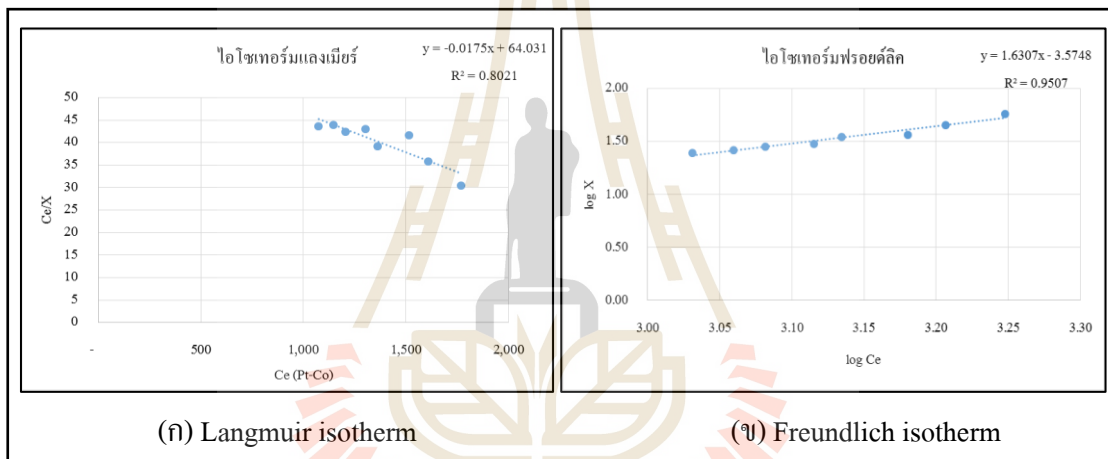 ไอโซเทอร์มแลงเมียร์
y = -0.0175x + 64.031
R² = 0.8021
50
45
40
35
30
25
20
15
10
5
0
Ce/X
-
500
1,000
1,500
2,000
Ce (Pt-Co)
(ก) Langmuir isotherm
ไอโซเทอร์มฟรอยด์ลิค
y = 1.6307x - 3.5748
R² = 0.9507
2.00
1.50
1.00
0.50
0.00
log X
3.00
3.05
3.10
3.15
3.20
3.25
3.30
log Ce
(ข) Freundlich isotherm